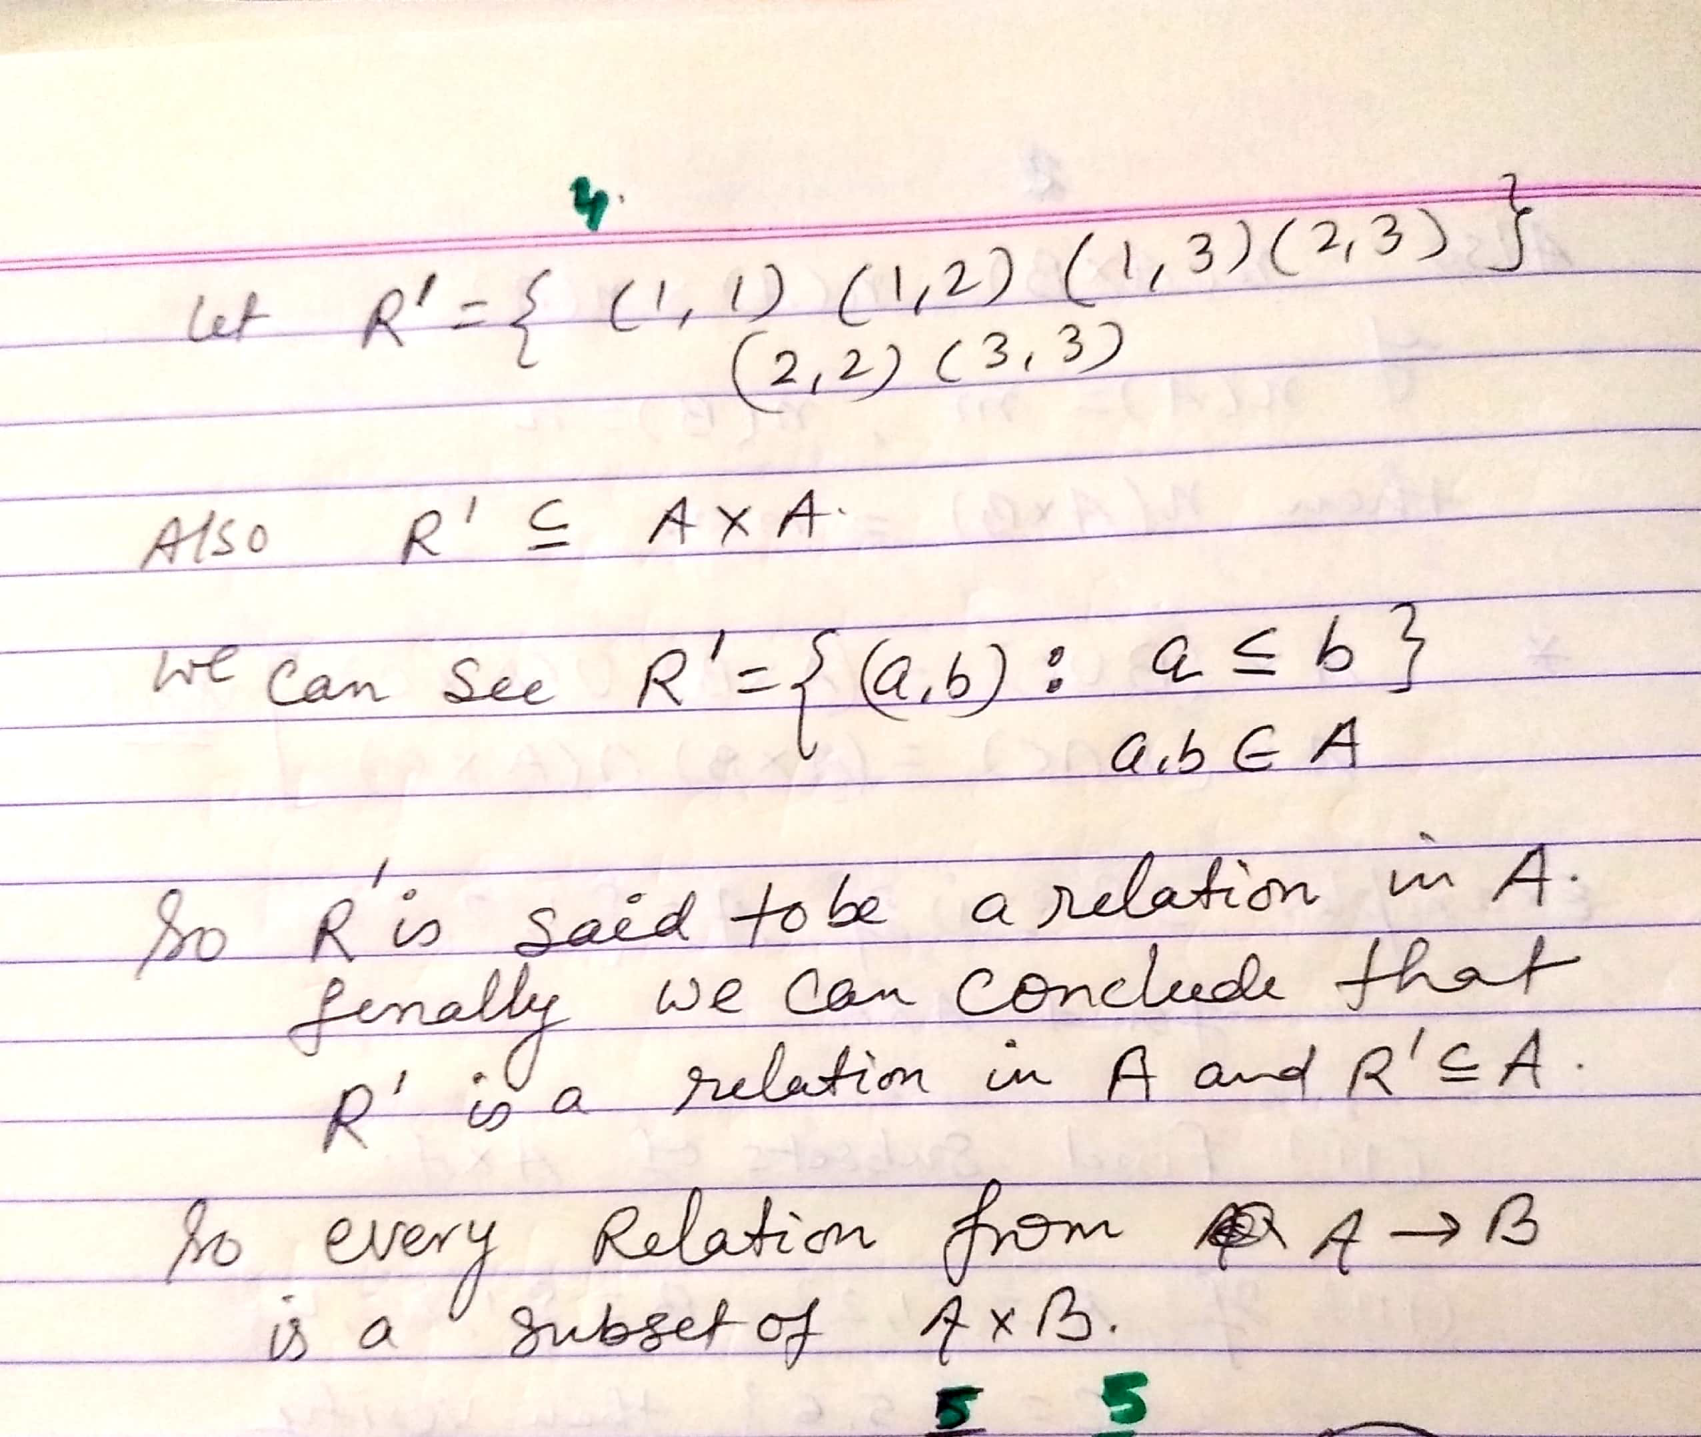 4.
Let R' = { (1, 1) (1,2) (1,3) (2,3) }
(2,2) (3,3)
Also R' ⊆ A × A.
We can see R' = { (a,b) : a ≤ b }
a,b ∈ A
So R' is said to be a relation in A.
finally we can conclude that
R' is a relation in A and R' ⊆ A.
So every Relation from A → B
is a subset of A × B.
5 5